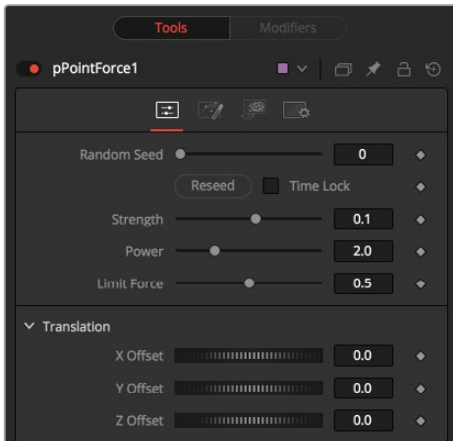 Tools Modifiers
pPointForce1
Random Seed 0
Reseed Time Lock
Strength 0.1
Power 2.0
Limit Force 0.5
Translation
X Offset 0.0
Y Offset 0.0
Z Offset 0.0